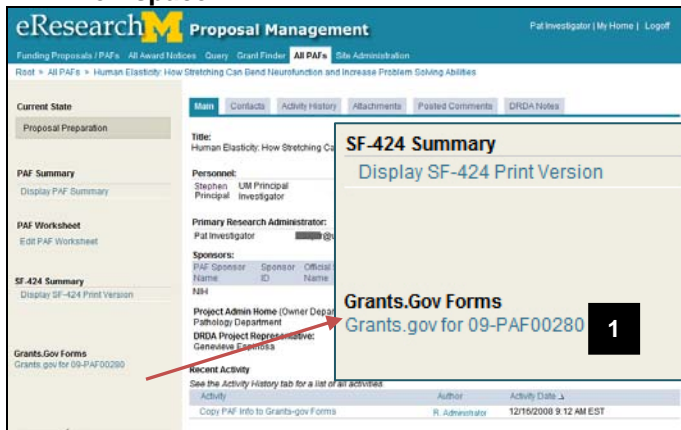 eResearch M Proposal Management
Pat Investigator | My Home | Logoff
Funding Proposals / PAFs All Award Notices Query Grant Finder All PAFs Site Administration
Root > All PAFs > Human Elasticity: How Stretching Can Bend Neurofunction and Increase Problem Solving Abilities
Current State
Proposal Preparation
PAF Summary
Display PAF Summary
PAF Worksheet
Edit PAF Worksheet
SF-424 Summary
Display SF-424 Print Version
Grants.Gov Forms
Grants.gov for 09-PAF00280
Main Contacts Activity History Attachments Posted Comments DRDA Notes
Title:
Human Elasticity: How Stretching Ca
Personnel:
Stephen UM Principal
Principal Investigator
Primary Research Administrator:
Pat Investigator
Sponsors:
PAF Sponsor Sponsor Official
Name ID Name
NIH
Project Admin Home (Owner Depar
Pathology Department
DRDA Project Representative:
Genevieve Espinosa
Recent Activity
See the Activity History tab for a list of all activities.
Activity Author Activity Date
Copy PAF Info to Grants-gov Forms R. Administrator 12/16/2008 9:12 AM EST
SF-424 Summary
Display SF-424 Print Version
Grants.Gov Forms
Grants.gov for 09-PAF00280 1